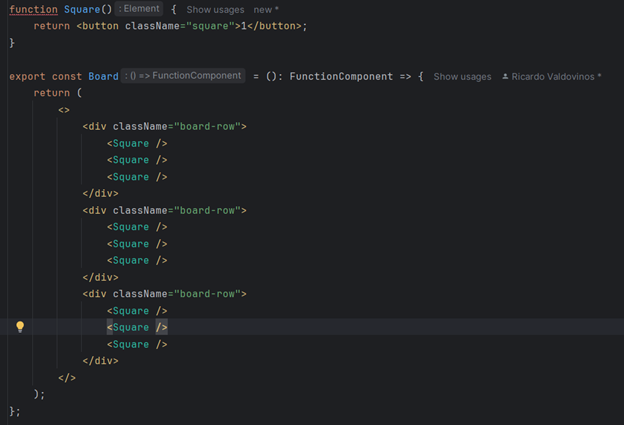 function Square() : Element { Show usages new *
    return <button className="square">1</button>;
}

export const Board : () => FunctionComponent = (): FunctionComponent => { Show usages Ricardo Valdovinos *
    return (
        <>
            <div className="board-row">
                <Square />
                <Square />
                <Square />
            </div>
            <div className="board-row">
                <Square />
                <Square />
                <Square />
            </div>
            <div className="board-row">
                <Square />
                <Square />
                <Square />
            </div>
        </>
    );
};